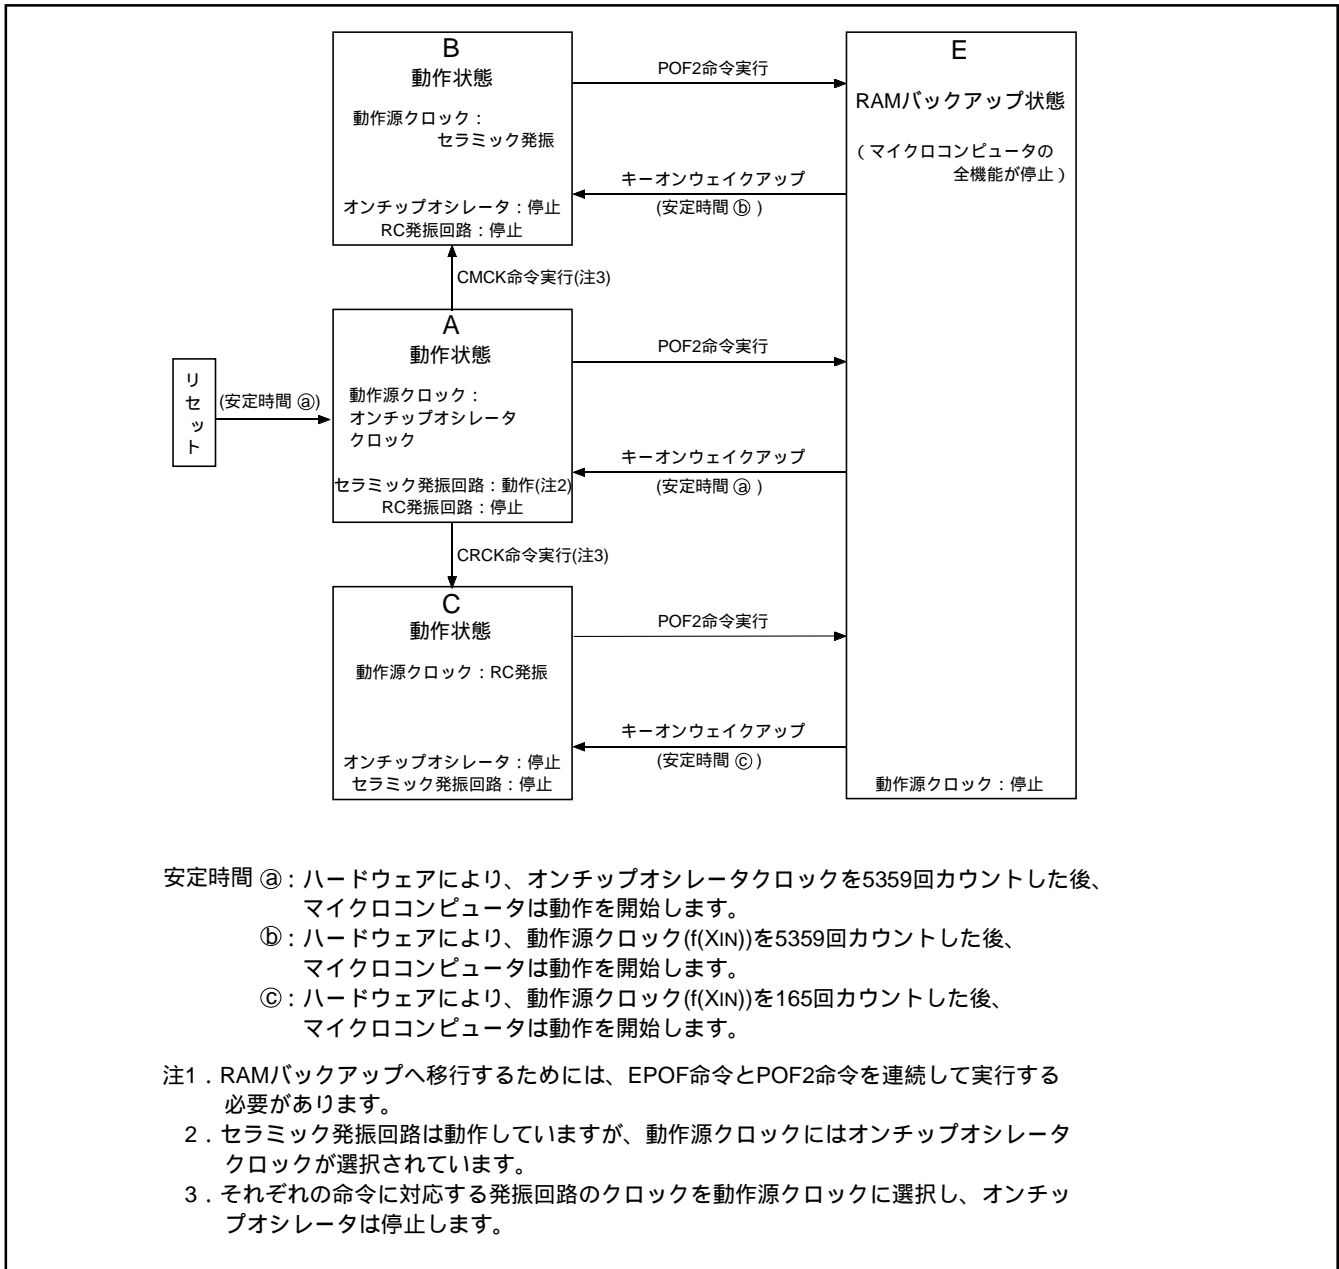 B
動作状態
動作源クロック：
セラミック発振
オンチップオシレータ：停止
RC発振回路：停止
POF2命令実行
キーオンウェイクアップ
(安定時間 ⓑ )
E
RAMバックアップ状態
（マイクロコンピュータの
全機能が停止）
動作源クロック：停止
CMCK命令実行(注3)
リセット
(安定時間 ⓐ)
A
動作状態
動作源クロック：
オンチップオシレータ
クロック
セラミック発振回路：動作(注2)
RC発振回路：停止
POF2命令実行
キーオンウェイクアップ
(安定時間 ⓐ )
CRCK命令実行(注3)
C
動作状態
動作源クロック：RC発振
オンチップオシレータ：停止
セラミック発振回路：停止
POF2命令実行
キーオンウェイクアップ
(安定時間 ⓒ )
安定時間 ⓐ：ハードウェアにより、オンチップオシレータクロックを5359回カウントした後、
マイクロコンピュータは動作を開始します。
ⓑ：ハードウェアにより、動作源クロック(f(XIN))を5359回カウントした後、
マイクロコンピュータは動作を開始します。
ⓒ：ハードウェアにより、動作源クロック(f(XIN))を165回カウントした後、
マイクロコンピュータは動作を開始します。
注1．RAMバックアップへ移行するためには、EPOF命令とPOF2命令を連続して実行する
必要があります。
2．セラミック発振回路は動作していますが、動作源クロックにはオンチップオシレータ
クロックが選択されています。
3．それぞれの命令に対応する発振回路のクロックを動作源クロックに選択し、オンチッ
プオシレータは停止します。